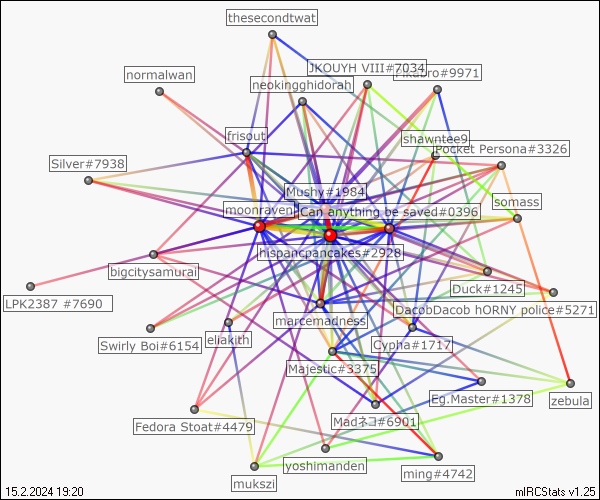 thesecondtwat
JKOUYH VIII#7034
normalwan
neokingghidorah
frisout
shawntee9
Pocket Persona#3326
Silver#7938
Mushy#1984
somass
moonraven
Can anything be saved#0396
hispancpancakes#2928
bigcitysamurai
Duck#1245
LPK2387 #7690
DacobDacob hORNY police#5271
marcemadness
eliakith
Cypha#1717
Swirly Boi#6154
Majestic#3375
Eg.Master#1378
zebula
Madネコ#6901
Fedora Stoat#4479
yoshimanden
ming#4742
mukszi
15.2.2024 19:20
mIRCStats v1.25